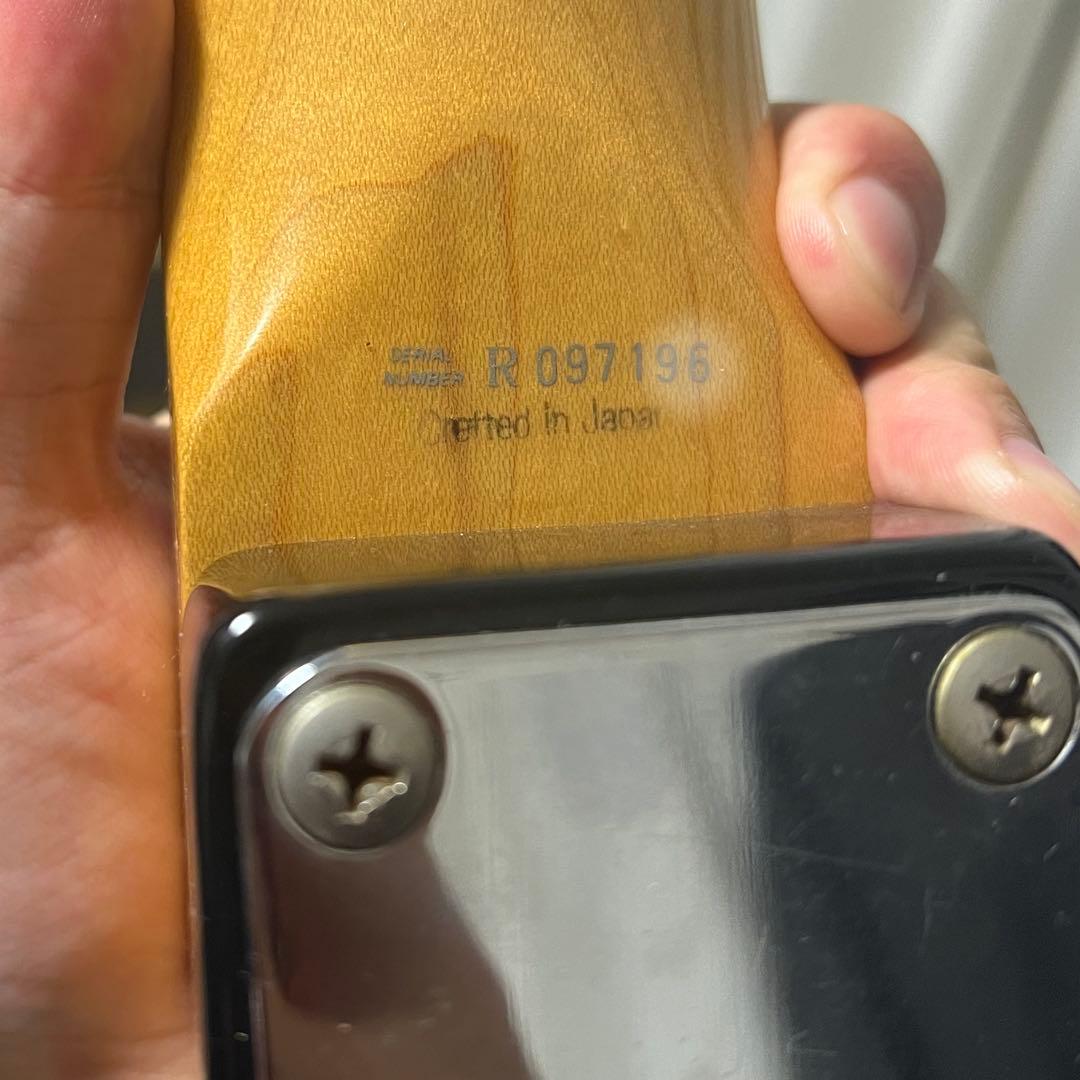 SERIAL
NUMBER R 097196
Crafted in Japan